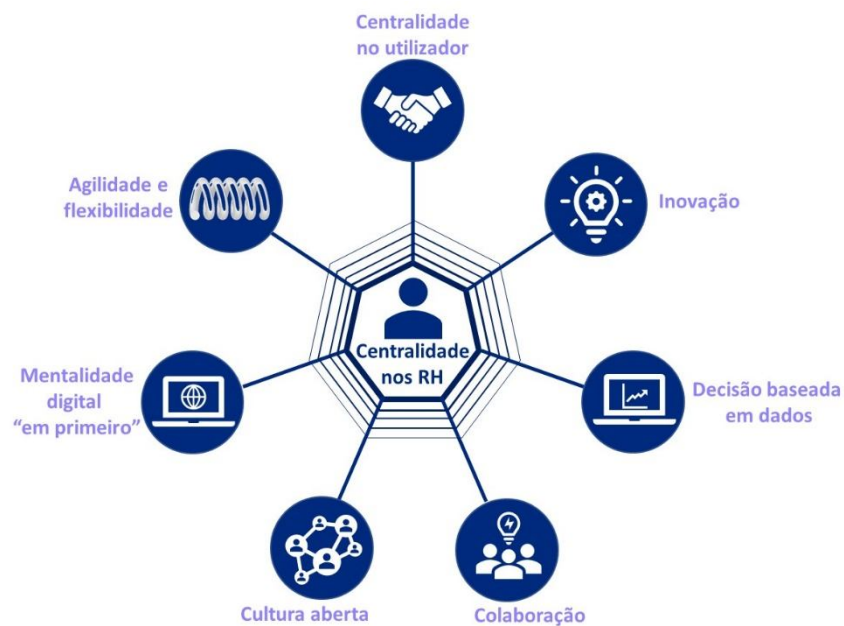 Centralidade
no utilizador
Agilidade e
flexibilidade
Inovação
Centralidade
nos RH
Mentalidade
digital
“em primeiro”
Decisão baseada
em dados
Cultura aberta
Colaboração